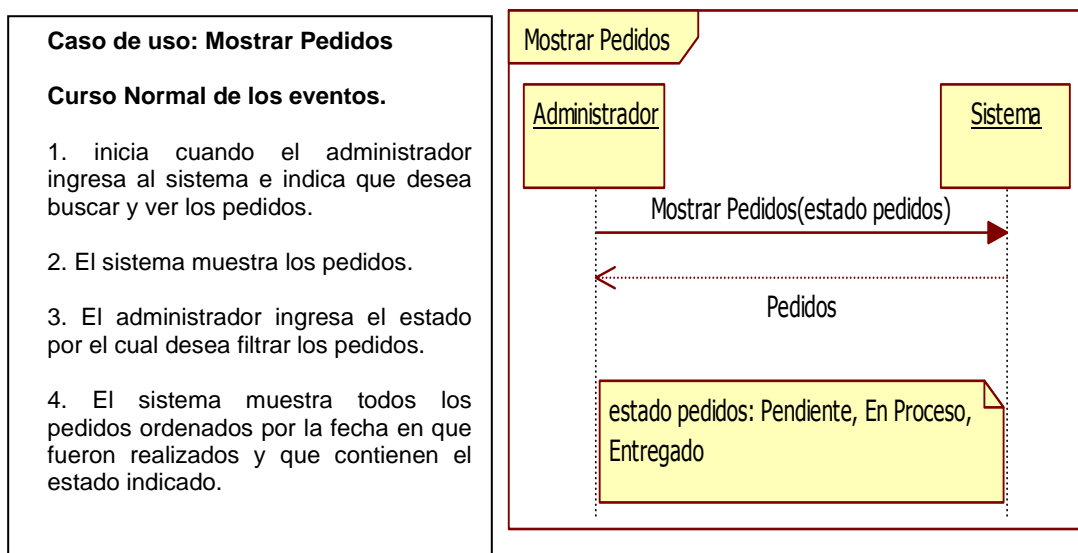 Caso de uso: Mostrar Pedidos
Curso Normal de los eventos.
1. inicia cuando el administrador
ingresa al sistema e indica que desea
buscar y ver los pedidos.
2. El sistema muestra los pedidos.
3. El administrador ingresa el estado
por el cual desea filtrar los pedidos.
4. El sistema muestra todos los
pedidos ordenados por la fecha en que
fueron realizados y que contienen el
estado indicado.
Mostrar Pedidos
Administrador
Sistema
Mostrar Pedidos(estado pedidos)
Pedidos
estado pedidos: Pendiente, En Proceso,
Entregado